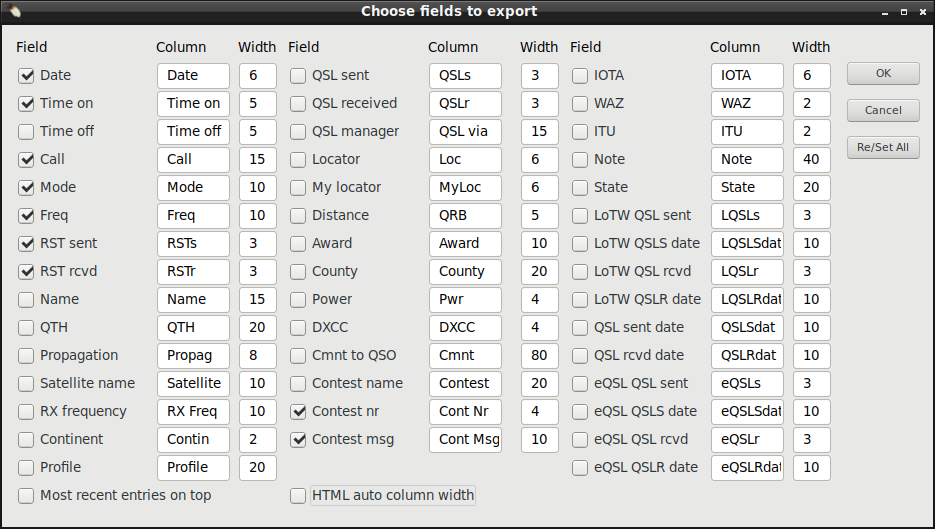 Choose fields to export
Field Column Width Field Column Width Field Column Width
Date Date 6 QSL sent QSLs 3 IOTA IOTA 6 OK
Time on Time on 5 QSL received QSLr 3 WAZ WAZ 2 Cancel
Time off Time off 5 QSL manager QSL via 15 ITU ITU 2
Call Call 15 Locator Loc 6 Note Note 40 Re/Set All
Mode Mode 10 My locator MyLoc 6 State State 20
Freq Freq 10 Distance QRB 5 LoTW QSL sent LQSLs 3
RST sent RSTs 3 Award Award 10 LoTW QSLS date LQSLSdat 10
RST rcvd RSTr 3 County County 20 LoTW QSL rcvd LQSLr 3
Name Name 15 Power Pwr 4 LoTW QSLR date LQSLRdat 10
QTH QTH 20 DXCC DXCC 4 QSL sent date QSLSdat 10
Propagation Propag 8 Cmnt to QSO Cmnt 80 QSL rcvd date QSLRdat 10
Satellite name Satellite 10 Contest name Contest 20 eQSL QSL sent eQSLs 3
RX frequency RX Freq 10 Contest nr Cont Nr 4 eQSL QSLS date eQSLSdat 10
Continent Contin 2 Contest msg Cont Msg 10 eQSL QSL rcvd eQSLr 3
Profile Profile 20 eQSL QSLR date eQSLRdat 10
Most recent entries on top HTML auto column width